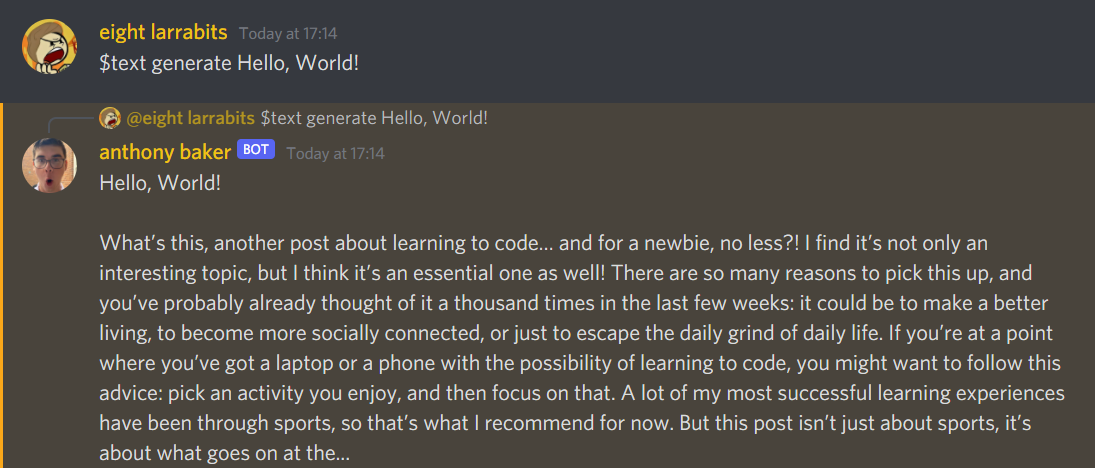 eight larrabits Today at 17:14
$text generate Hello, World!
@eight larrabits $text generate Hello, World!
anthony baker BOT Today at 17:14
Hello, World!
What's this, another post about learning to code... and for a newbie, no less?! I find it's not only an
interesting topic, but I think it's an essential one as well! There are so many reasons to pick this up, and
you've probably already thought of it a thousand times in the last few weeks: it could be to make a better
living, to become more socially connected, or just to escape the daily grind of daily life. If you're at a point
where you've got a laptop or a phone with the possibility of learning to code, you might want to follow this
advice: pick an activity you enjoy, and then focus on that. A lot of my most successful learning experiences
have been through sports, so that's what I recommend for now. But this post isn't just about sports, it's
about what goes on at the...